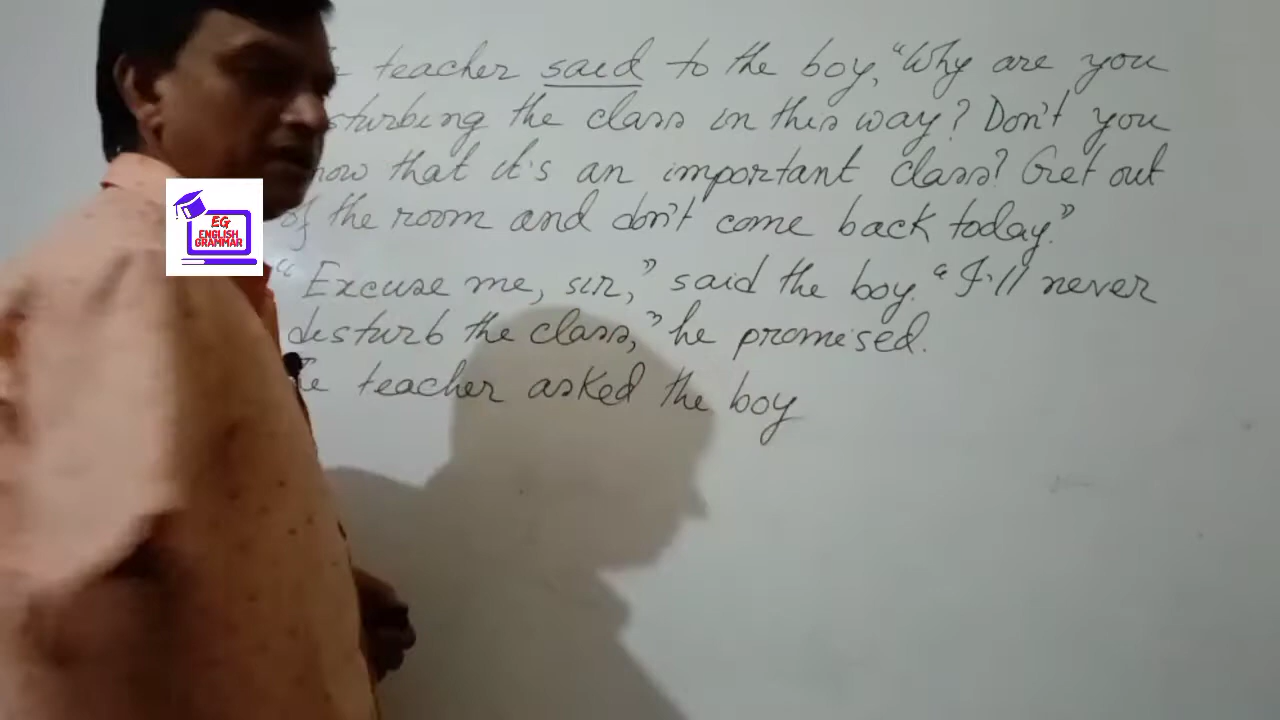 teacher said to the boy, "Why are you
sturbing the class in this way? Don't you
now that it's an important class? Get out
of the room and don't come back today."
"Excuse me, sir," said the boy. "I'll never
disturb the class," he promised.
teacher asked the boy
EG
ENGLISH
GRAMMAR